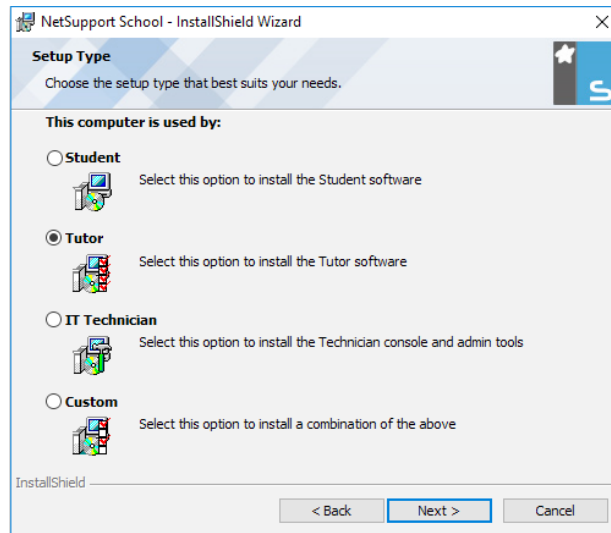 NetSupport School - InstallShield Wizard
Setup Type
Choose the setup type that best suits your needs.
S
This computer is used by:
Student
Select this option to install the Student software
Tutor
Select this option to install the Tutor software
IT Technician
Select this option to install the Technician console and admin tools
Custom
Select this option to install a combination of the above
InstallShield
< Back Next > Cancel